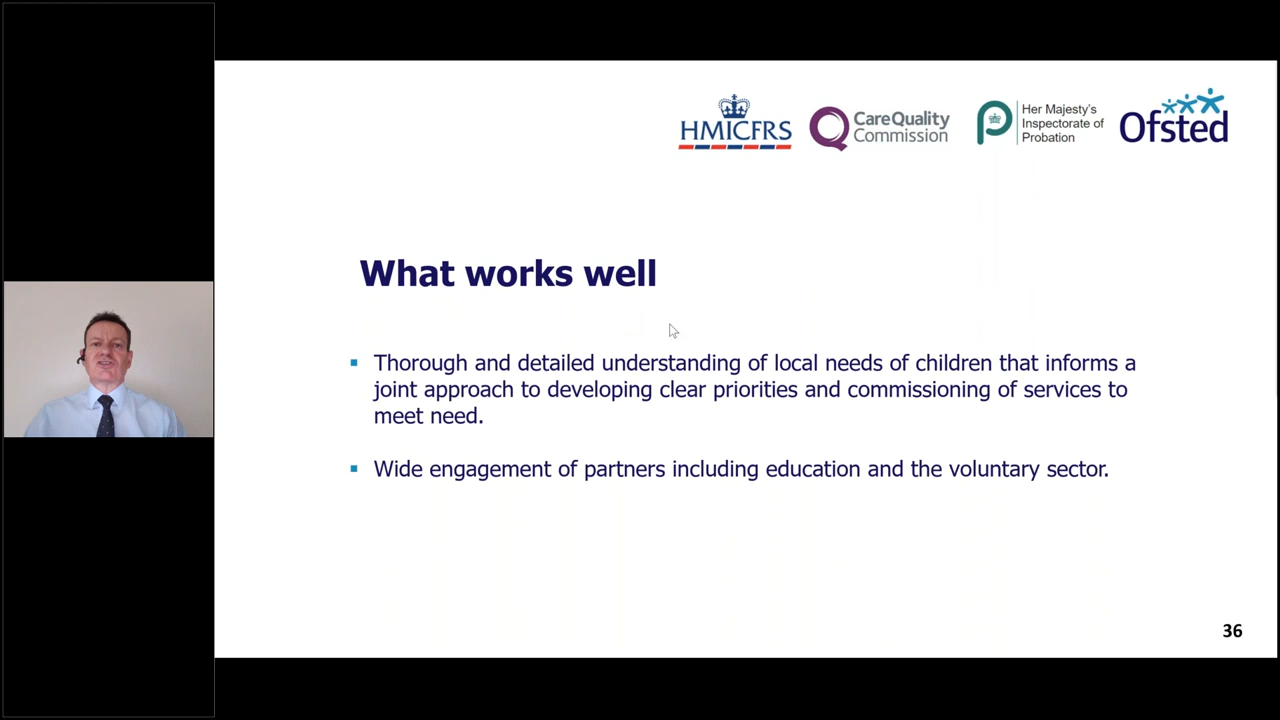 HMICFRS
CareQuality
Commission
Her Majesty's
Inspectorate of
Probation
Ofsted
What works well
Thorough and detailed understanding of local needs of children that informs a
joint approach to developing clear priorities and commissioning of services to
meet need.
Wide engagement of partners including education and the voluntary sector.
36